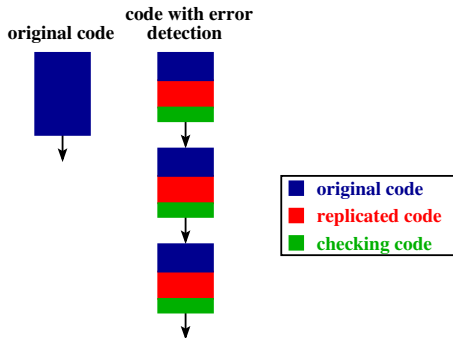 original code
code with error
detection
original code
replicated code
checking code